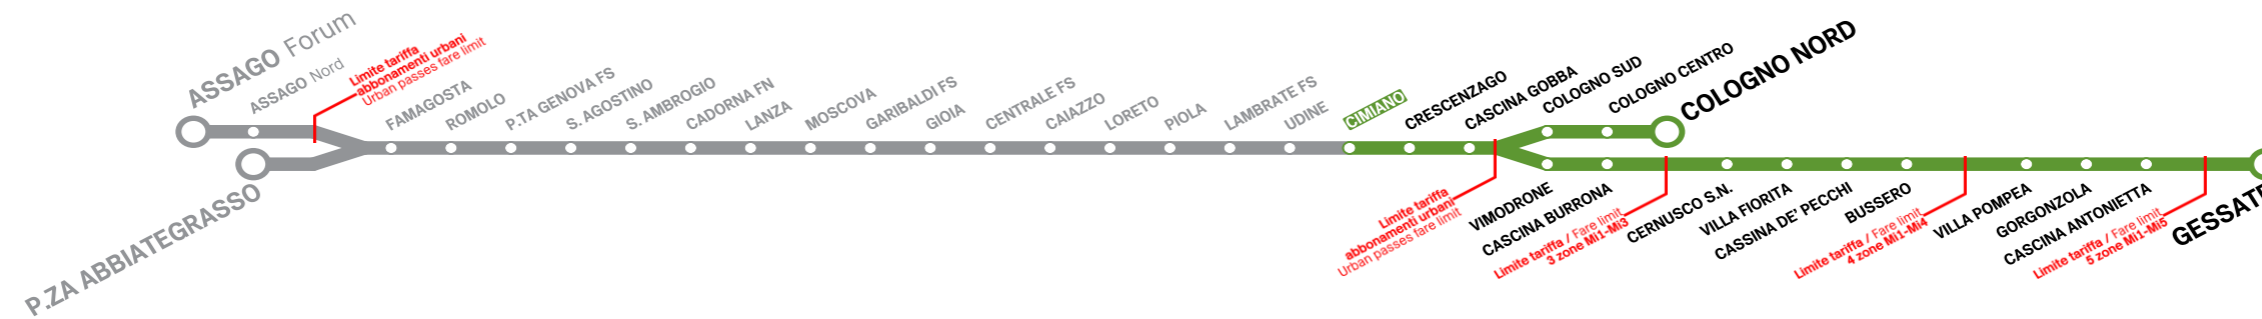 ASSAGO Forum
ASSAGO Nord
Limite tariffa
abbonamenti urbani
Urban passes fare limit
P.ZA ABBIATEGRASSO
FAMAGOSTA
ROMOLO
P.TA GENOVA FS
S. AGOSTINO
S. AMBROGIO
CADORNA FN
LANZA
MOSCOVA
GARIBALDI FS
GIOIA
CENTRALE FS
CAIAZZO
LORETO
PIOLA
LAMBRATE FS
UDINE
CIMIANO
CRESCENZAGO
CASCINA GOBBA
COLOGNO SUD
COLOGNO CENTRO
COLOGNO NORD
Limite tariffa
abbonamenti urbani
Urban passes fare limit
VIMODRONE
CASCINA BURRONA
Limite tariffa / Fare limit
3 zone Mi1-Mi3
CERNUSCO S.N.
VILLA FIORITA
CASSINA DE' PECCHI
BUSSERO
Limite tariffa / Fare limit
4 zone Mi1-Mi4
VILLA POMPEA
GORGONZOLA
CASCINA ANTONIETTA
Limite tariffa / Fare limit
5 zone Mi1-Mi5
GESSATE